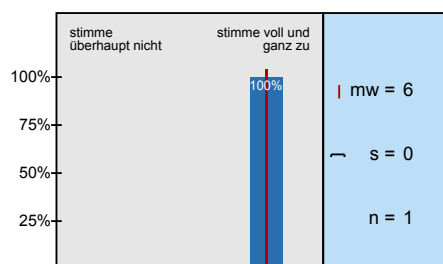 stimme
überhaupt nicht
stimme voll und
ganz zu
100%
75%
50%
25%
100%
mw = 6
s = 0
n = 1